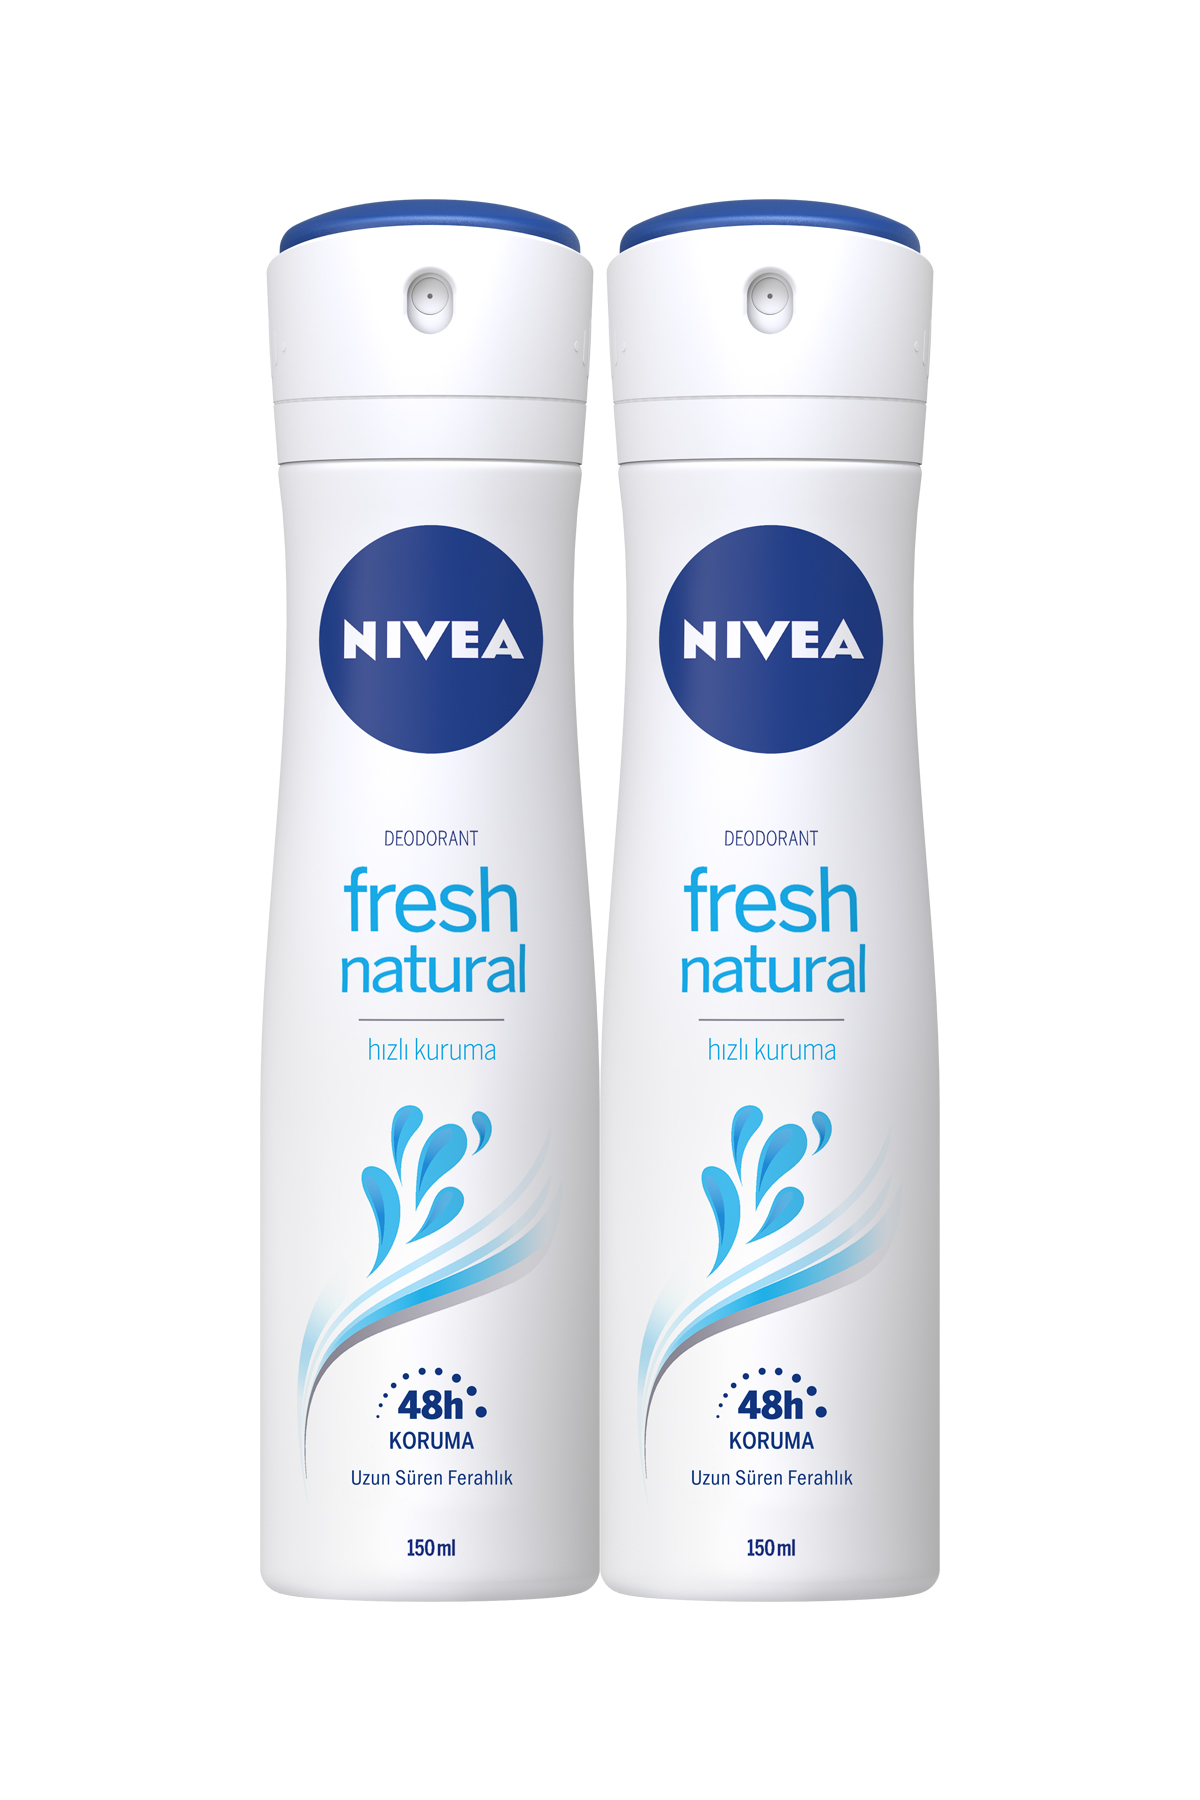 NIVEA
DEODORANT
fresh
natural
hızlı kuruma
48h
KORUMA
Uzun Süren Ferahlık
150ml
NIVEA
DEODORANT
fresh
natural
hızlı kuruma
48h
KORUMA
Uzun Süren Ferahlık
150ml